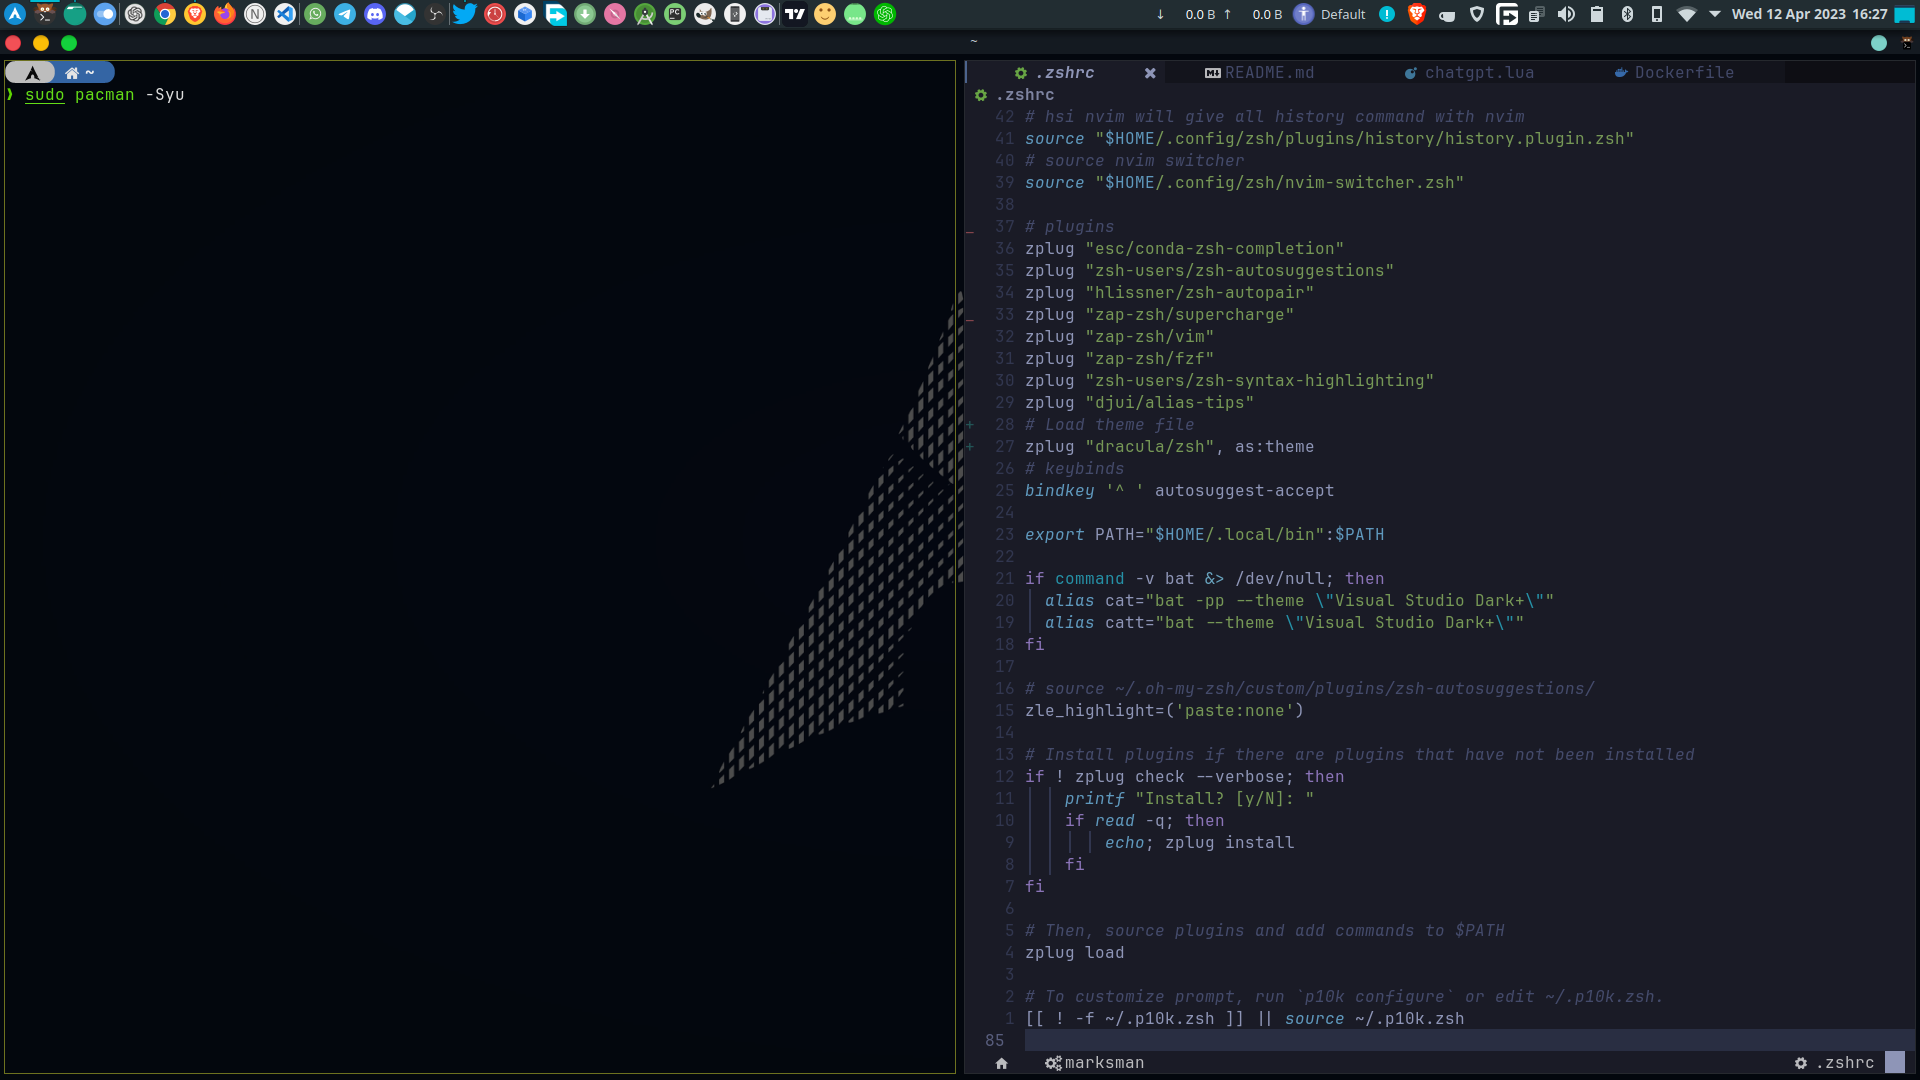 ↓ 0.0 B ↑ 0.0 B Default Wed 12 Apr 2023 16:27
~
~
❯ sudo pacman -Syu
.zshrc README.md chatgpt.lua Dockerfile
.zshrc
42 # hsi nvim will give all history command with nvim
41 source "$HOME/.config/zsh/plugins/history/history.plugin.zsh"
40 # source nvim switcher
39 source "$HOME/.config/zsh/nvim-switcher.zsh"
38
_ 37 # plugins
36 zplug "esc/conda-zsh-completion"
35 zplug "zsh-users/zsh-autosuggestions"
34 zplug "hlissner/zsh-autopair"
_ 33 zplug "zap-zsh/supercharge"
32 zplug "zap-zsh/vim"
31 zplug "zap-zsh/fzf"
30 zplug "zsh-users/zsh-syntax-highlighting"
29 zplug "djui/alias-tips"
+ 28 # Load theme file
+ 27 zplug "dracula/zsh", as:theme
26 # keybinds
25 bindkey '^ ' autosuggest-accept
24
23 export PATH="$HOME/.local/bin":$PATH
22
21 if command -v bat &> /dev/null; then
20 alias cat="bat -pp --theme \"Visual Studio Dark+\""
19 alias catt="bat --theme \"Visual Studio Dark+\""
18 fi
17
16 # source ~/.oh-my-zsh/custom/plugins/zsh-autosuggestions/
15 zle_highlight=('paste:none')
14
13 # Install plugins if there are plugins that have not been installed
12 if ! zplug check --verbose; then
11 printf "Install? [y/N]: "
10 if read -q; then
9 echo; zplug install
8 fi
7 fi
6
5 # Then, source plugins and add commands to $PATH
4 zplug load
3
2 # To customize prompt, run `p10k configure` or edit ~/.p10k.zsh.
1 [[ ! -f ~/.p10k.zsh ]] || source ~/.p10k.zsh
85
marksman .zshrc